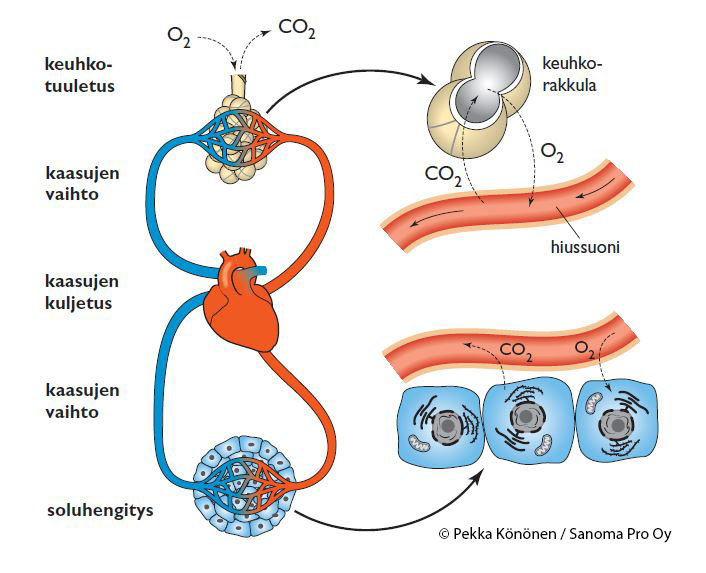 O2
CO2
keuhko-
tuuletus
kaasujen
vaihto
kaasujen
kuljetus
kaasujen
vaihto
soluhengitys
keuhko-
rakkula
CO2
O2
hiussuoni
CO2
O2
© Pekka Könönen / Sanoma Pro Oy